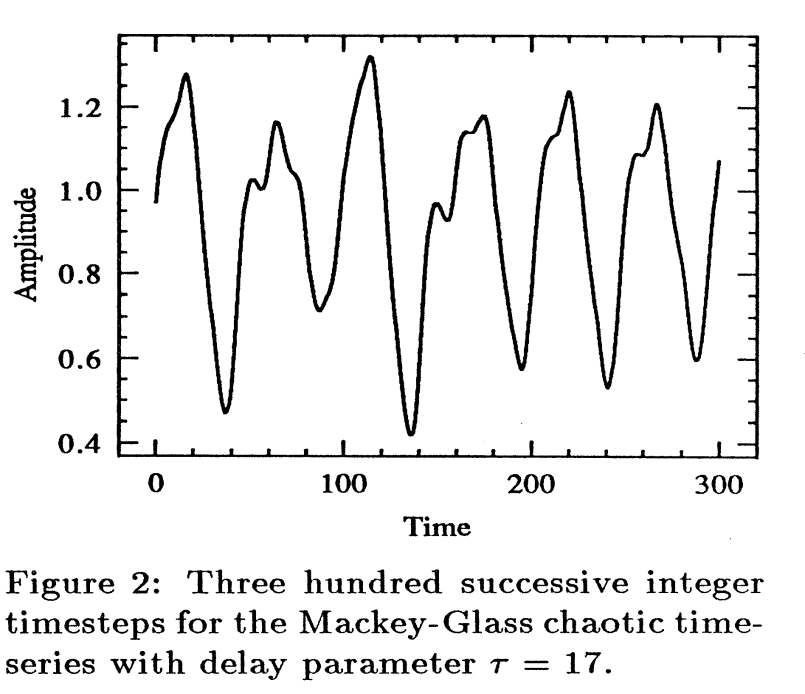 1.2
1.0
0.8
0.6
0.4
Amplitude
0 100 200 300
Time
Figure 2: Three hundred successive integer
timesteps for the Mackey-Glass chaotic time-
series with delay parameter τ = 17.